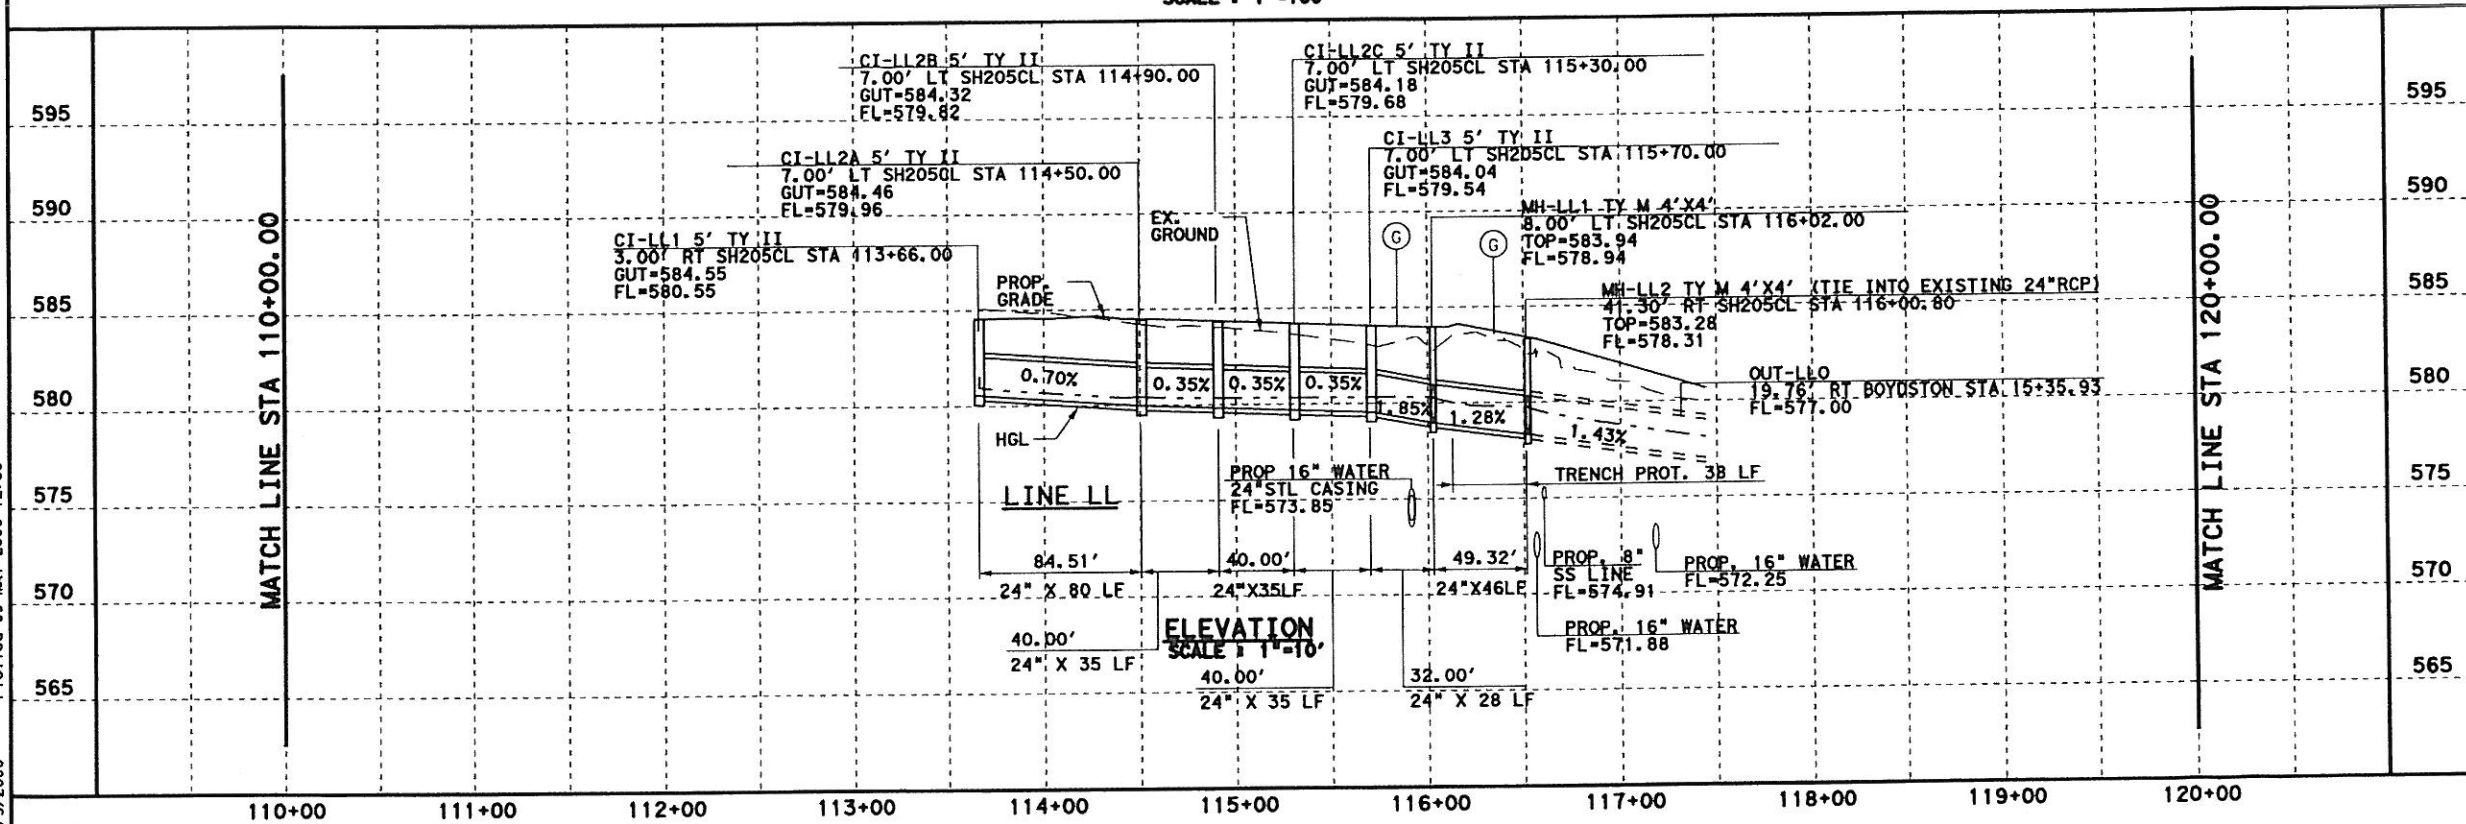 CI-LL2B 5' TY II
7.00' LT SH205CL STA 114+90.00
GUT=584.32
FL=579.82
CI-LL2C 5' TY II
7.00' LT SH205CL STA 115+30.00
GUT=584.18
FL=579.68
595
595
CI-LL2A 5' TY II
7.00' LT SH205CL STA 114+50.00
GUT=584.46
FL=579.96
CI-LL3 5' TY II
7.00' LT SH205CL STA 115+70.00
GUT=584.04
FL=579.54
590
590
CI-LL1 5' TY II
3.00' RT SH205CL STA 113+66.00
GUT=584.55
FL=580.55
EX.
GROUND
G
G
MH-LL1 TY M 4'X4'
8.00' LT SH205CL STA 116+02.00
TOP=583.94
FL=578.94
MATCH LINE STA 110+00.00
MATCH LINE STA 120+00.00
PROP.
GRADE
MH-LL2 TY M 4'X4' (TIE INTO EXISTING 24"RCP)
41.30' RT SH205CL STA 116+00.80
TOP=583.28
FL=578.31
585
585
0.70%
0.35%
0.35%
0.35%
1.85%
1.28%
1.43%
OUT-LL0
19.76' RT BOYDSTON STA 15+35.93
FL=577.00
580
580
HGL
LINE LL
PROP 16" WATER
24"STL CASING
FL=573.85
TRENCH PROT. 38 LF
575
575
84.51'
24" X 80 LF
40.00'
24"X35LF
49.32'
24"X46LF
PROP. 8"
SS LINE
FL=574.91
PROP. 16" WATER
FL=572.25
570
570
ELEVATION
SCALE : 1"=10'
40.00'
24" X 35 LF
PROP. 16" WATER
FL=571.88
40.00'
24" X 35 LF
32.00'
24" X 28 LF
565
565
110+00
111+00
112+00
113+00
114+00
115+00
116+00
117+00
118+00
119+00
120+00